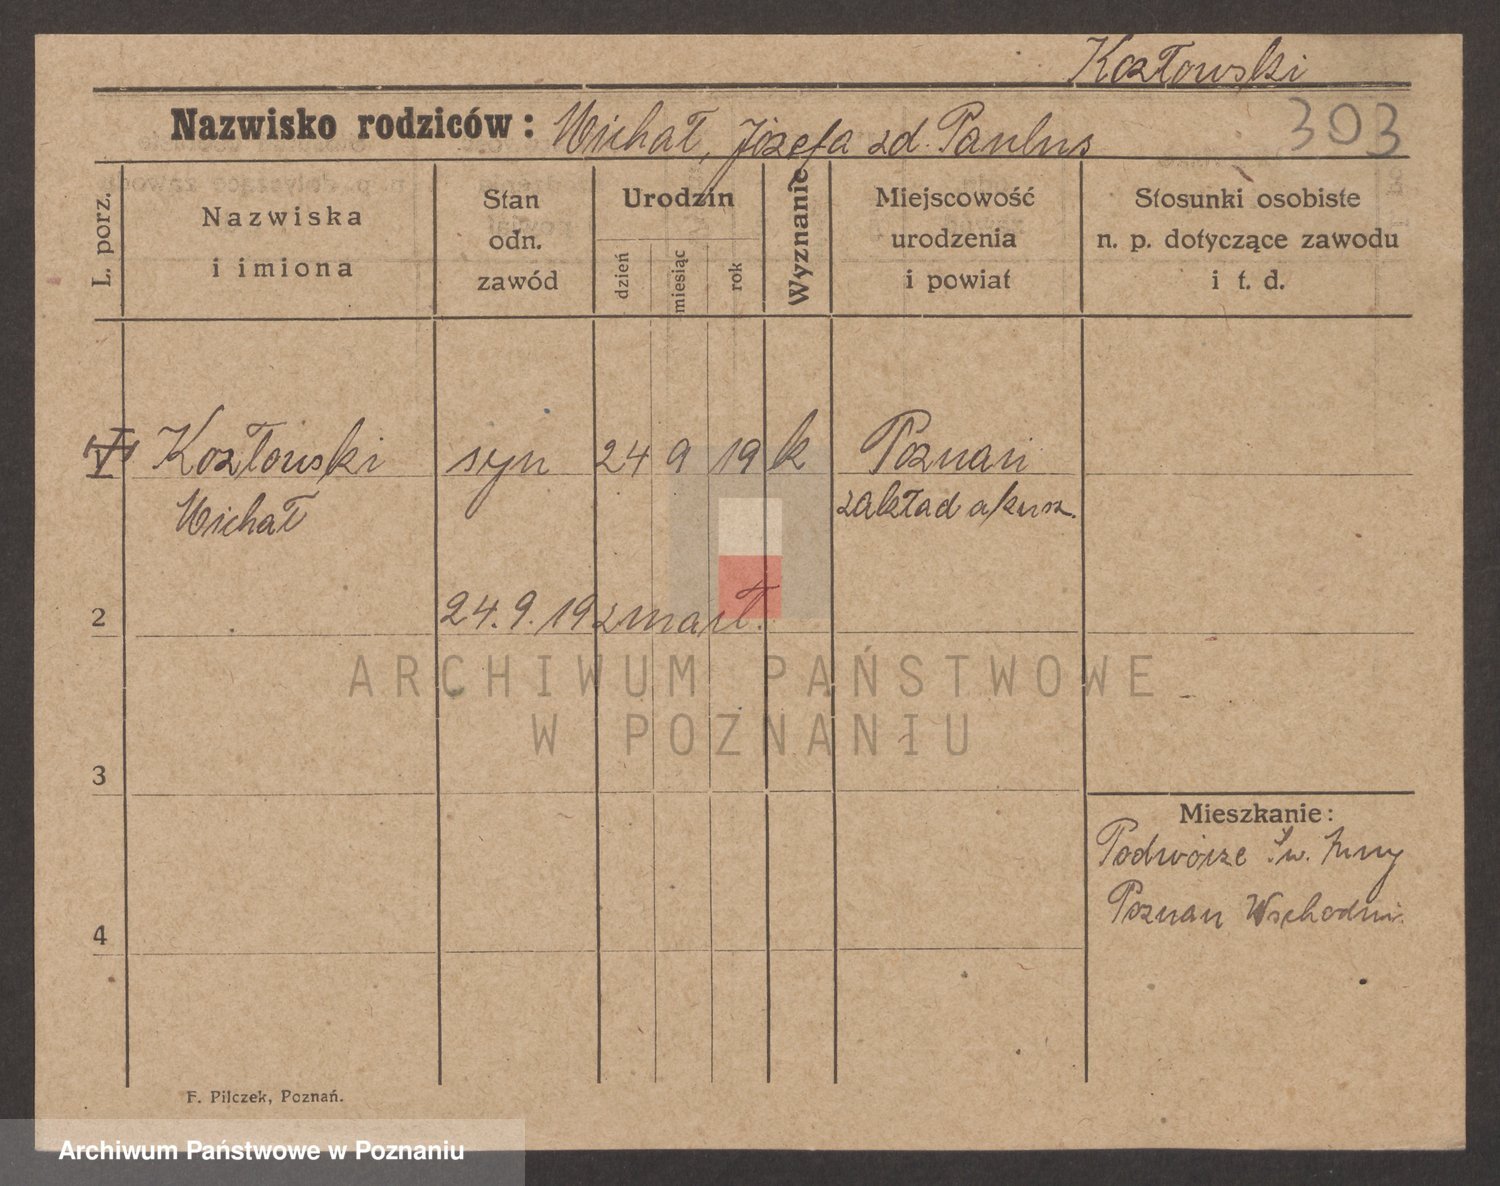 Kozłowski
Nazwisko rodziców: Michał, Józefa zd. Paulus
303
L. porz.
Nazwiska
i imiona
Stan
odn.
zawód
Urodzin
dzień
miesiąc
rok
Wyznanie
Miejscowość
urodzenia
i powiat
Stosunki osobiste
n. p. dotyczące zawodu
i t. d.
Kozłowski syn 24 9 19 k Poznań
Michał zakład akusz.
2 24.9.19 zmarł.
ARCHIWUM PAŃSTWOWE
W POZNANIU
3
Mieszkanie:
Podwórze Św. Anny
Poznań Wschodni
4
F. Pilczek, Poznań.
Archiwum Państwowe w Poznaniu